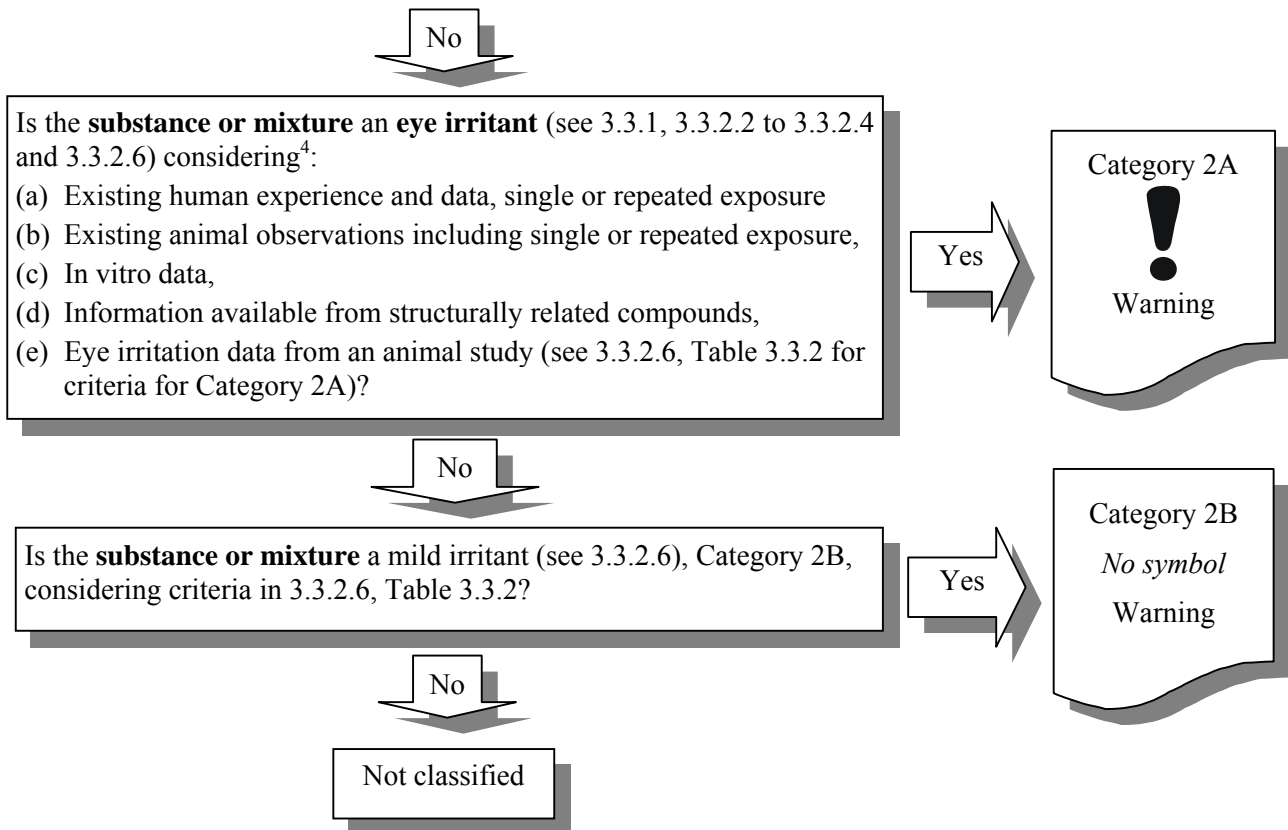 No
Is the substance or mixture an eye irritant (see 3.3.1, 3.3.2.2 to 3.3.2.4
and 3.3.2.6) considering4:
(a) Existing human experience and data, single or repeated exposure
(b) Existing animal observations including single or repeated exposure,
(c) In vitro data,
(d) Information available from structurally related compounds,
(e) Eye irritation data from an animal study (see 3.3.2.6, Table 3.3.2 for
criteria for Category 2A)?
Yes
Category 2A
Warning
No
Is the substance or mixture a mild irritant (see 3.3.2.6), Category 2B,
considering criteria in 3.3.2.6, Table 3.3.2?
Yes
Category 2B
No symbol
Warning
No
Not classified